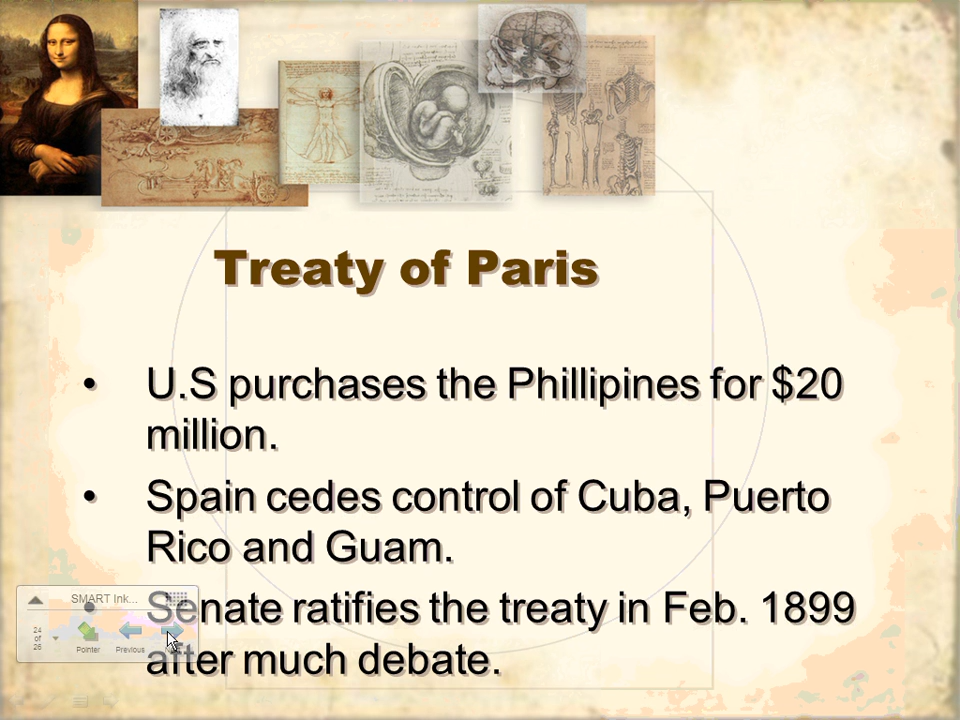 Treaty of Paris
• U.S purchases the Phillipines for $20
million.
• Spain cedes control of Cuba, Puerto
Rico and Guam.
• Senate ratifies the treaty in Feb. 1899
after much debate.
SMART Ink...
24
of
26
Pointer Previous